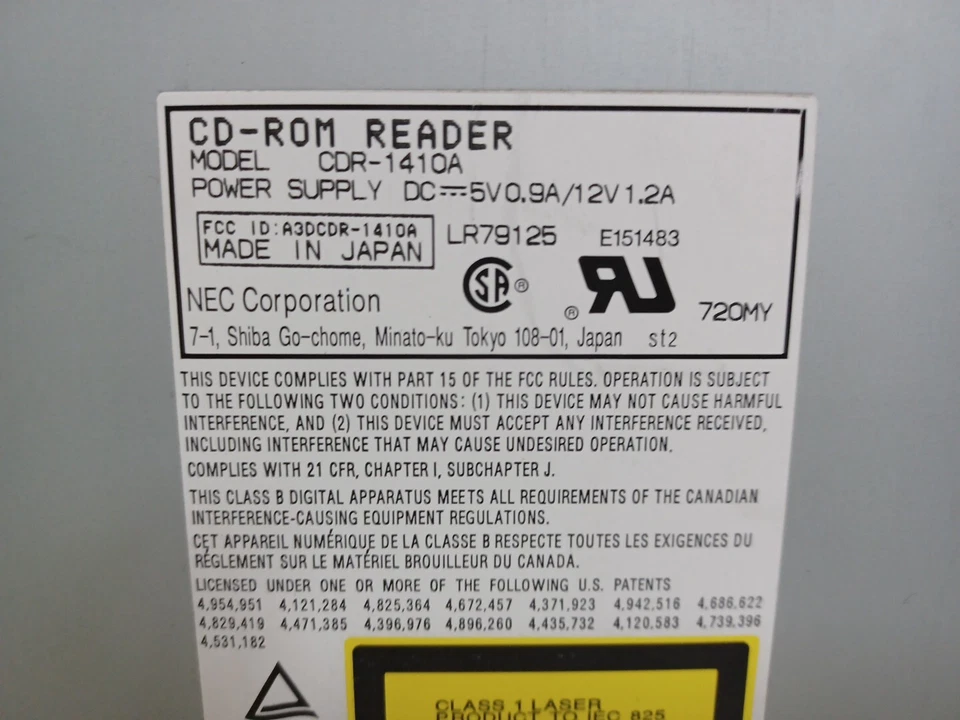 CD-ROM READER
MODEL CDR-1410A
POWER SUPPLY DC⎓5V0.9A/12V1.2A
FCC ID:A3DCDR-1410A
MADE IN JAPAN
LR79125 E151483
SA® ®RU
NEC Corporation
720MY
7-1, Shiba Go-chome, Minato-ku Tokyo 108-01, Japan st2
THIS DEVICE COMPLIES WITH PART 15 OF THE FCC RULES. OPERATION IS SUBJECT
TO THE FOLLOWING TWO CONDITIONS: (1) THIS DEVICE MAY NOT CAUSE HARMFUL
INTERFERENCE, AND (2) THIS DEVICE MUST ACCEPT ANY INTERFERENCE RECEIVED,
INCLUDING INTERFERENCE THAT MAY CAUSE UNDESIRED OPERATION.
COMPLIES WITH 21 CFR, CHAPTER I, SUBCHAPTER J.
THIS CLASS B DIGITAL APPARATUS MEETS ALL REQUIREMENTS OF THE CANADIAN
INTERFERENCE-CAUSING EQUIPMENT REGULATIONS.
CET APPAREIL NUMÉRIQUE DE LA CLASSE B RESPECTE TOUTES LES EXIGENCES DU
RÈGLEMENT SUR LE MATÉRIEL BROUILLEUR DU CANADA.
LICENSED UNDER ONE OR MORE OF THE FOLLOWING U.S. PATENTS
4,954,951 4,121,284 4,825,364 4,672,457 4,371,923 4,942,516 4,686,622
4,829,419 4,471,385 4,396,976 4,896,260 4,435,732 4,120,583 4,739,396
4,531,182
CLASS 1 LASER
PRODUCT TO IEC 825